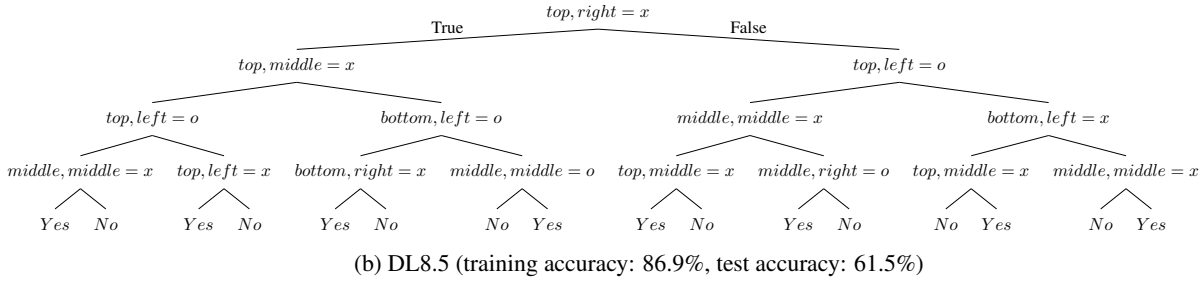 top, right = x
True False
top, middle = x top, left = o
top, left = o bottom, left = o middle, middle = x bottom, left = x
middle, middle = x top, left = x bottom, right = x middle, middle = o top, middle = x middle, right = o top, middle = x middle, middle = x
Yes No Yes No Yes No No Yes Yes No Yes No No Yes No Yes
(b) DL8.5 (training accuracy: 86.9%, test accuracy: 61.5%)